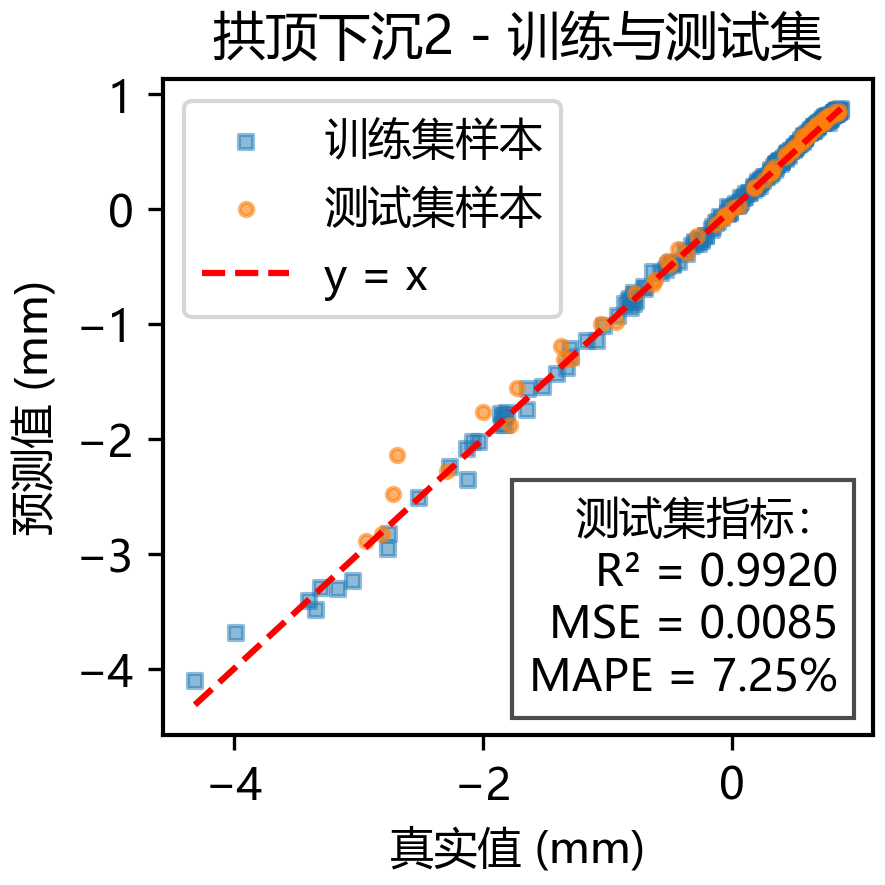 拱顶下沉2 - 训练与测试集
训练集样本
测试集样本
y = x
预测值 (mm)
1
0
−1
−2
−3
−4
测试集指标：
R² = 0.9920
MSE = 0.0085
MAPE = 7.25%
−4
−2
0
真实值 (mm)